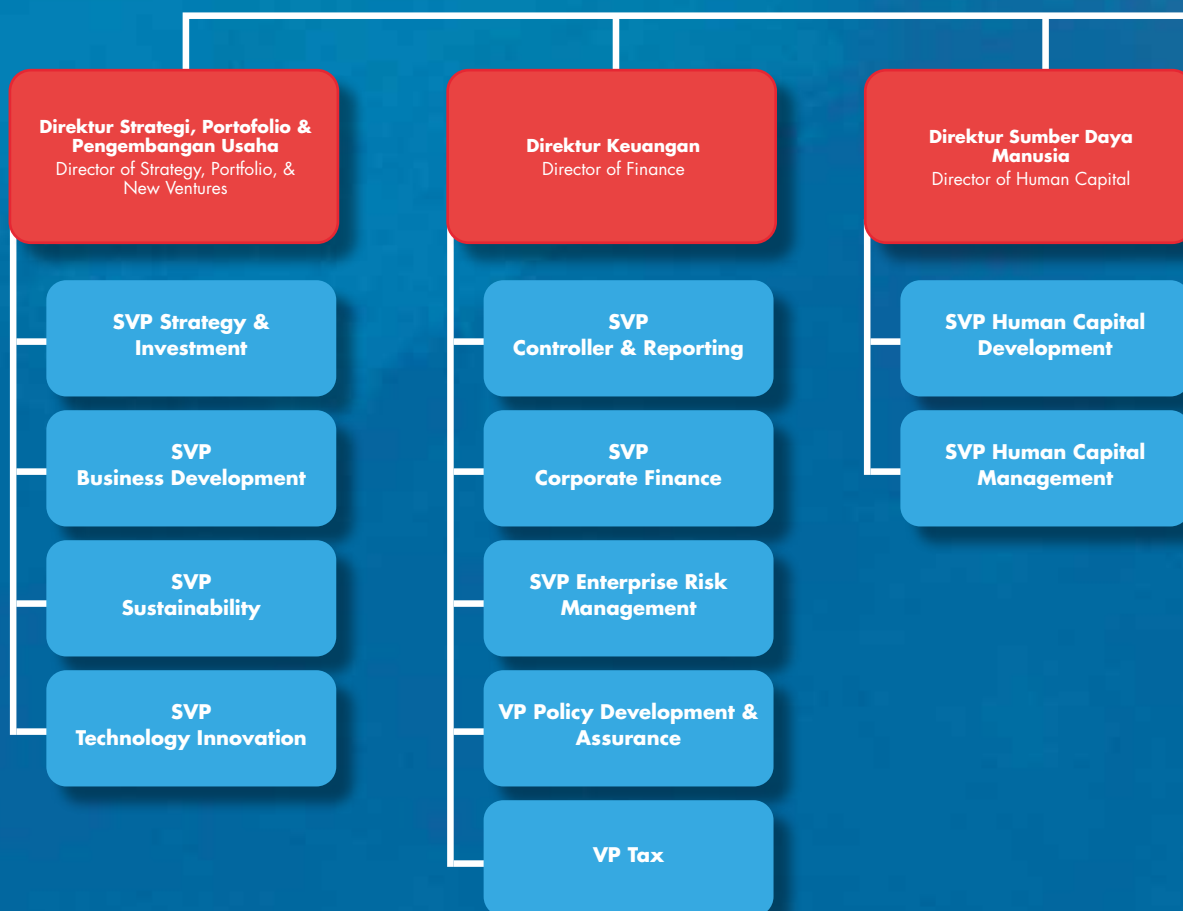 Direktur Strategi, Portofolio &
Pengembangan Usaha
Director of Strategy, Portfolio, &
New Ventures
SVP Strategy &
Investment
SVP
Business Development
SVP
Sustainability
SVP
Technology Innovation
Direktur Keuangan
Director of Finance
SVP
Controller & Reporting
SVP
Corporate Finance
SVP Enterprise Risk
Management
VP Policy Development &
Assurance
VP Tax
Direktur Sumber Daya
Manusia
Director of Human Capital
SVP Human Capital
Development
SVP Human Capital
Management